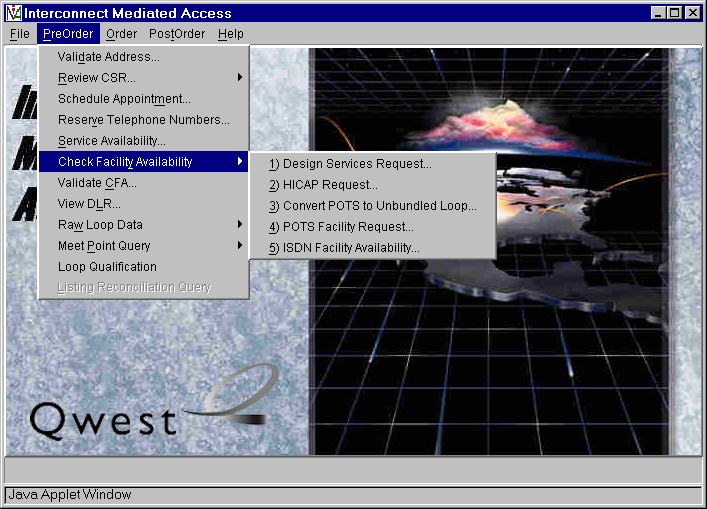 Interconnect Mediated Access
File PreOrder Order PostOrder Help
Validate Address...
Review CSR...
Schedule Appointment...
Reserve Telephone Numbers...
Service Availability...
Check Facility Availability
Validate CFA...
View DLR...
Raw Loop Data
Meet Point Query
Loop Qualification
Listing Reconciliation Query
1) Design Services Request...
2) HICAP Request...
3) Convert POTS to Unbundled Loop...
4) POTS Facility Request...
5) ISDN Facility Availability...
Qwest
Java Applet Window